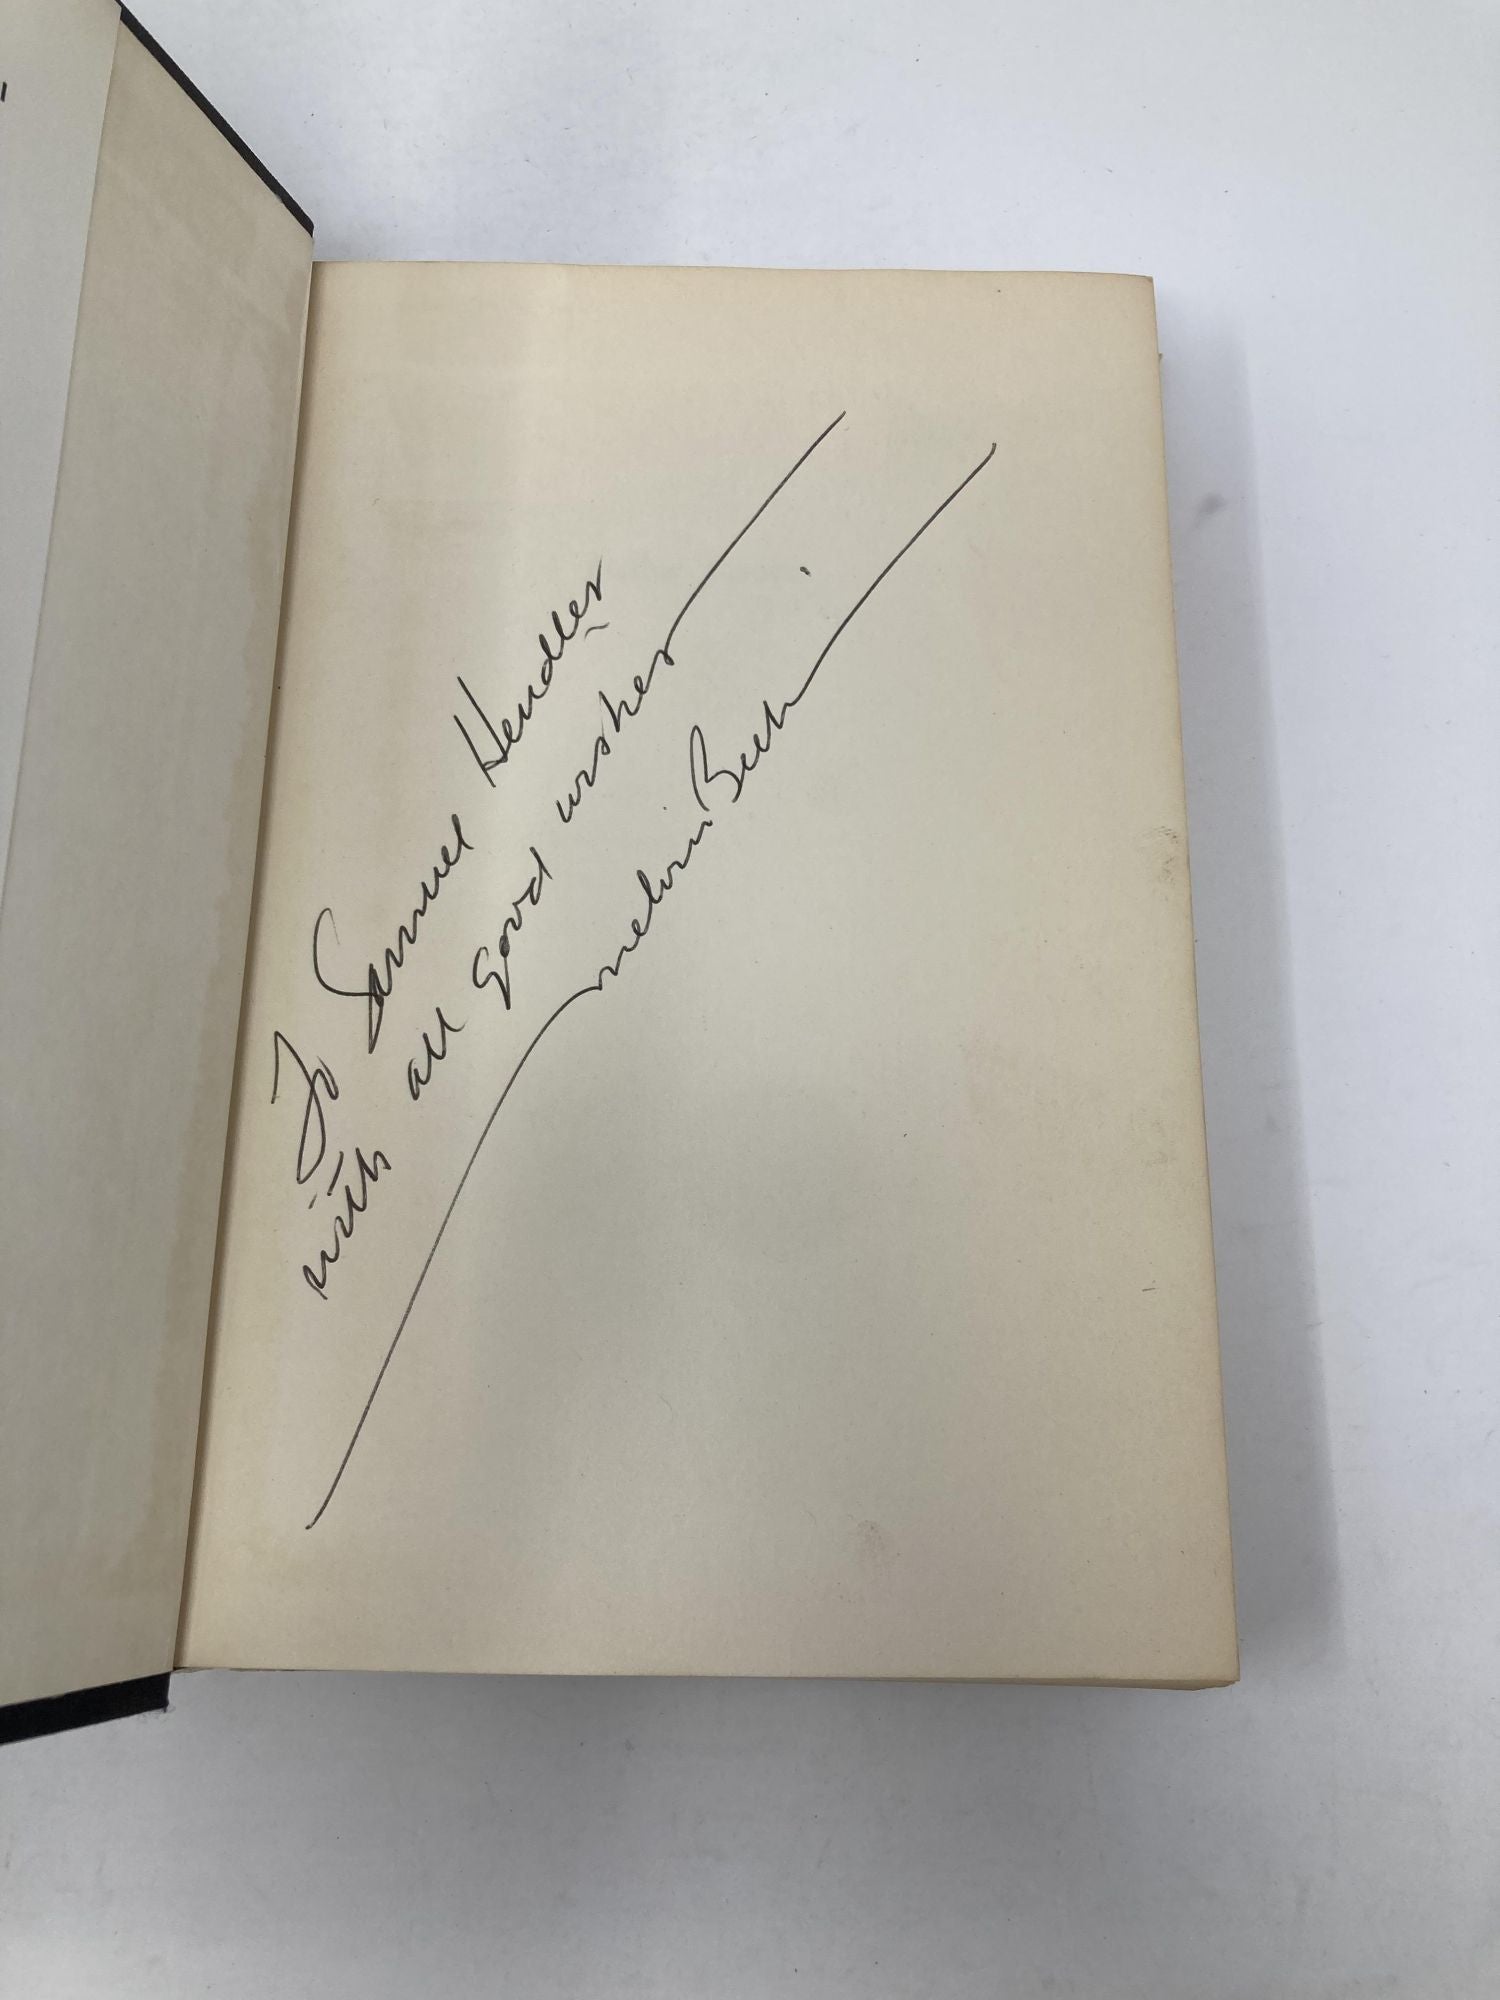 To Samuel Hendler
with all good wishes
Melvin Belli